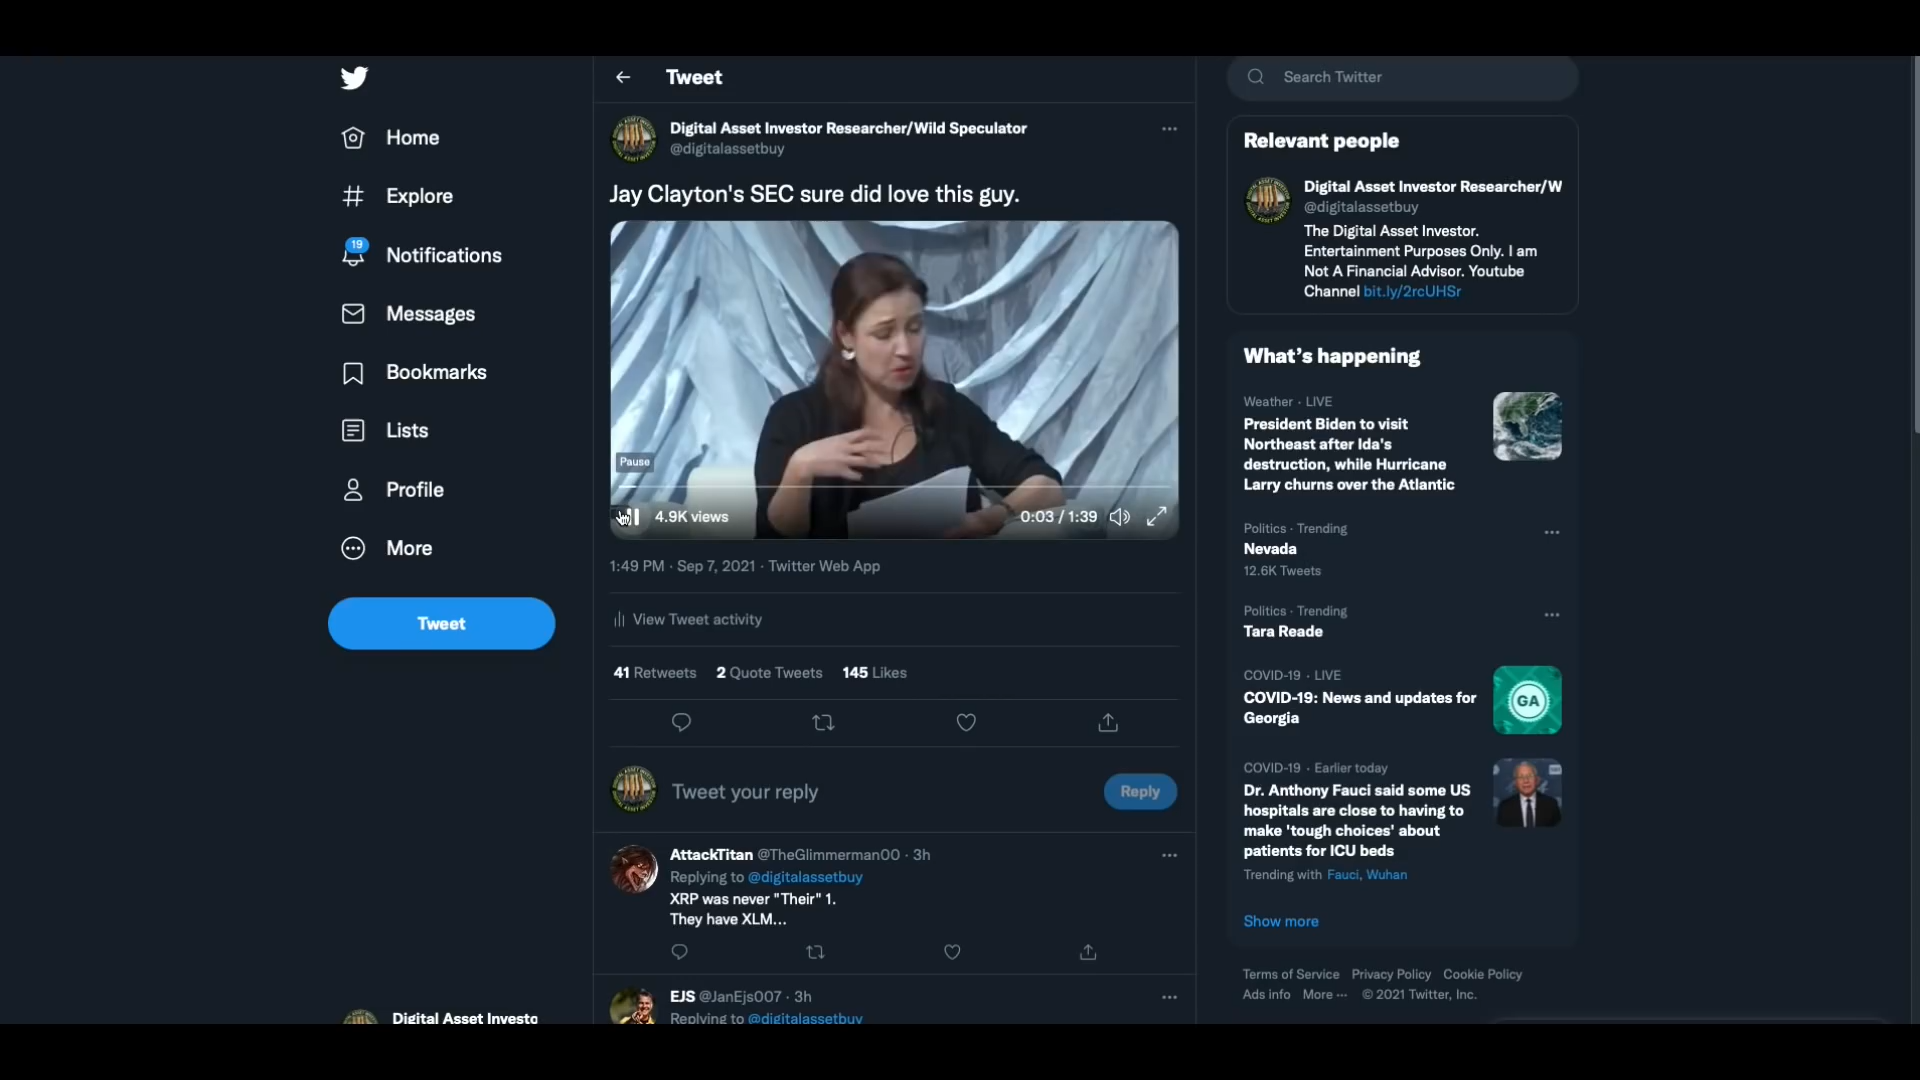 Home
Explore
19
Notifications
Messages
Bookmarks
Lists
Profile
More
Tweet
Digital Asset Investo
Tweet
Digital Asset Investor Researcher/Wild Speculator
@digitalassetbuy
Jay Clayton's SEC sure did love this guy.
Pause
4.9K views
0:03 / 1:39
1:49 PM · Sep 7, 2021 · Twitter Web App
View Tweet activity
41 Retweets 2 Quote Tweets 145 Likes
Tweet your reply
Reply
AttackTitan @TheGlimmerman00 · 3h
Replying to @digitalassetbuy
XRP was never "Their" 1.
They have XLM...
EJS @JanEjs007 · 3h
Replying to @digitalassetbuy
Search Twitter
Relevant people
Digital Asset Investor Researcher/W
@digitalassetbuy
The Digital Asset Investor.
Entertainment Purposes Only. I am
Not A Financial Advisor. Youtube
Channel bit.ly/2rcUHSr
What's happening
Weather · LIVE
President Biden to visit
Northeast after Ida's
destruction, while Hurricane
Larry churns over the Atlantic
Politics · Trending
Nevada
12.6K Tweets
Politics · Trending
Tara Reade
COVID-19 · LIVE
COVID-19: News and updates for
Georgia
GA
COVID-19 · Earlier today
Dr. Anthony Fauci said some US
hospitals are close to having to
make 'tough choices' about
patients for ICU beds
Trending with Fauci, Wuhan
Show more
Terms of Service Privacy Policy Cookie Policy
Ads info More ··· © 2021 Twitter, Inc.